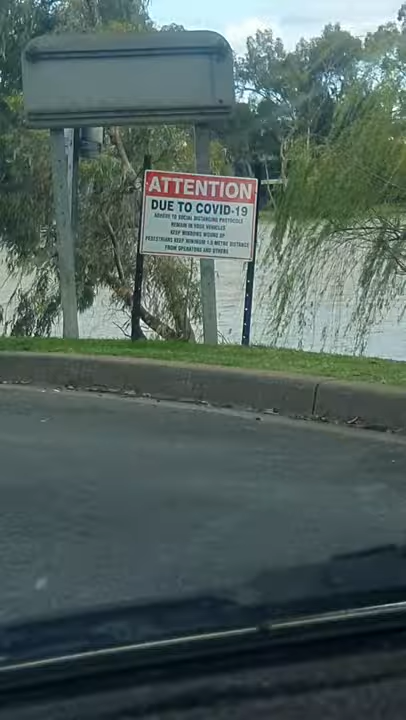 ATTENTION
DUE TO COVID-19
ADHERE TO SOCIAL DISTANCING PROTOCOLS
REMAIN IN YOUR VEHICLES
KEEP WINDOWS WOUND UP
PEDESTRIANS KEEP MINIMUM 1.5 METRE DISTANCE
FROM OPERATORS AND OTHERS